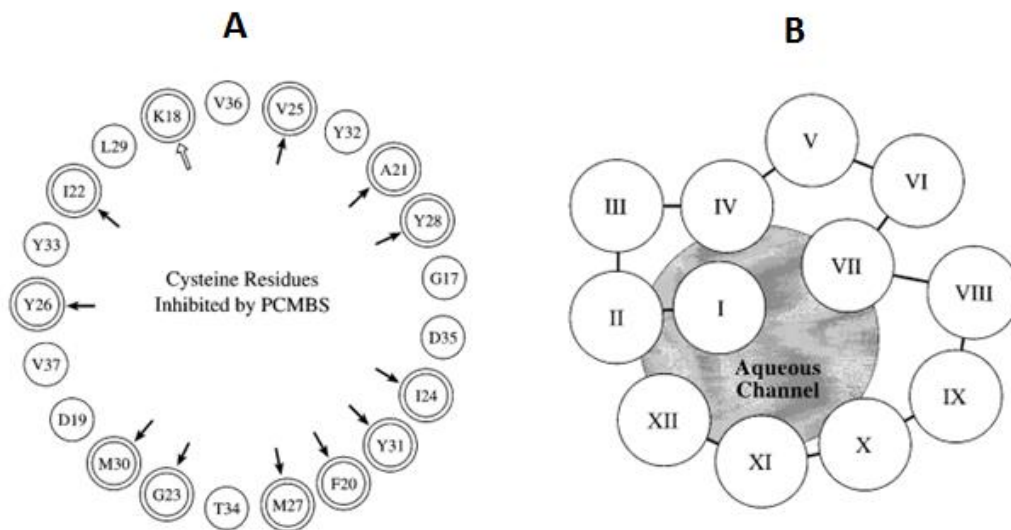 A
V36
K18
V25
Y32
L29
A21
I22
Y28
Y33
Cysteine Residues
Inhibited by PCMBS
G17
Y26
D35
V37
I24
D19
Y31
M30
F20
G23
T34
M27
B
V
VI
III
IV
VII
VIII
II
I
Aqueous
Channel
IX
XII
X
XI